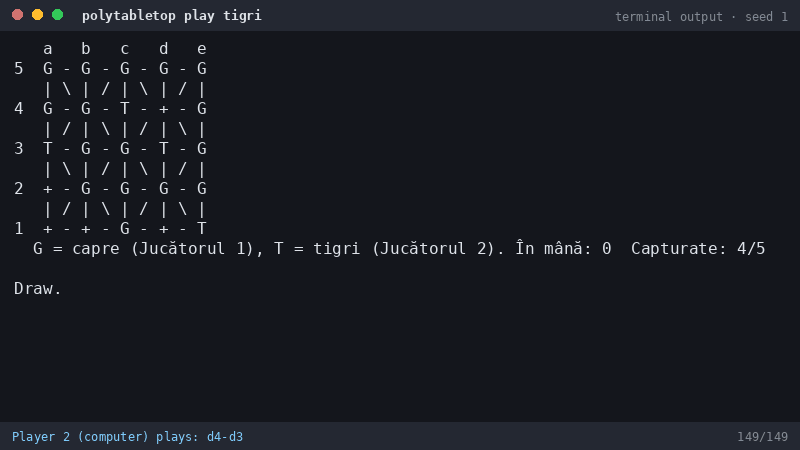 polytabletop play tigri
terminal output · seed 1
a b c d e
5 G - G - G - G - G
| \ | / | \ | / |
4 G - G - T - + - G
| / | \ | / | \ |
3 T - G - G - T - G
| \ | / | \ | / |
2 + - G - G - G - G
| / | \ | / | \ |
1 + - + - G - + - T
G = capre (Jucătorul 1), T = tigri (Jucătorul 2). În mână: 0  Capturate: 4/5
Draw.
Player 2 (computer) plays: d4-d3
149/149